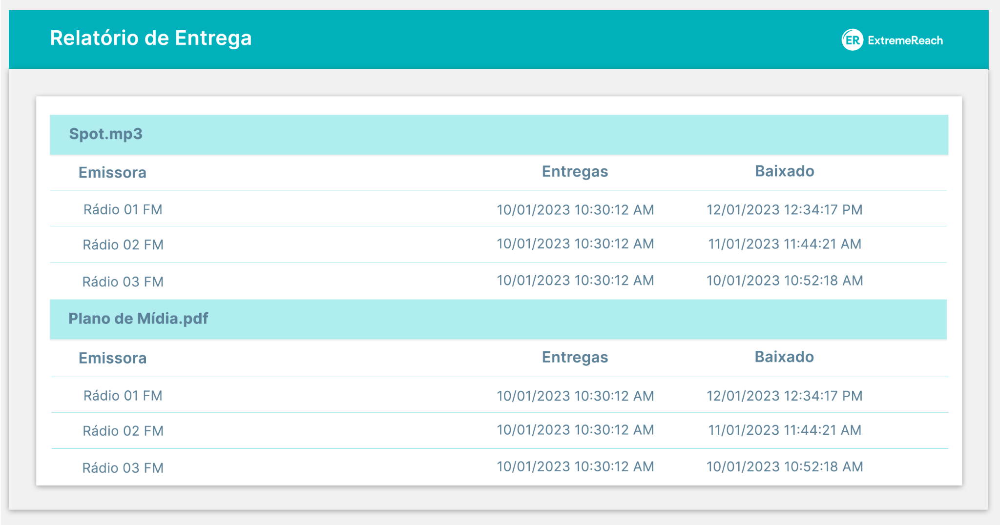 Relatório de Entrega
ER ExtremeReach
Spot.mp3
Emissora Entregas Baixado
Rádio 01 FM 10/01/2023 10:30:12 AM 12/01/2023 12:34:17 PM
Rádio 02 FM 10/01/2023 10:30:12 AM 11/01/2023 11:44:21 AM
Rádio 03 FM 10/01/2023 10:30:12 AM 10/01/2023 10:52:18 AM
Plano de Mídia.pdf
Emissora Entregas Baixado
Rádio 01 FM 10/01/2023 10:30:12 AM 12/01/2023 12:34:17 PM
Rádio 02 FM 10/01/2023 10:30:12 AM 11/01/2023 11:44:21 AM
Rádio 03 FM 10/01/2023 10:30:12 AM 10/01/2023 10:52:18 AM